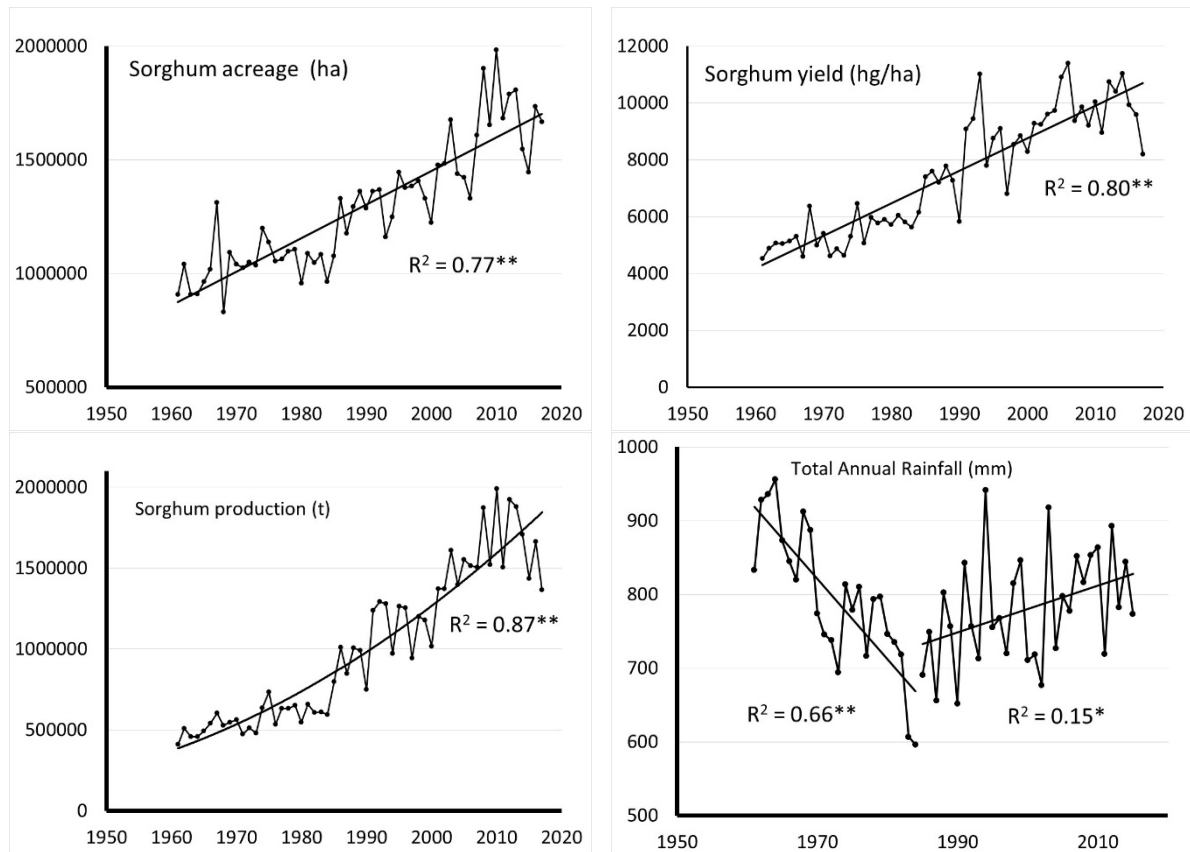 Sorghum acreage (ha)
2000000
1500000
1000000
500000
R² = 0.77**
1950 1960 1970 1980 1990 2000 2010 2020
Sorghum yield (hg/ha)
12000
10000
8000
6000
4000
2000
0
R² = 0.80**
1950 1960 1970 1980 1990 2000 2010 2020
Sorghum production (t)
2000000
1500000
1000000
500000
0
R² = 0.87**
1950 1960 1970 1980 1990 2000 2010 2020
Total Annual Rainfall (mm)
1000
900
800
700
600
500
R² = 0.66**
R² = 0.15*
1950 1970 1990 2010